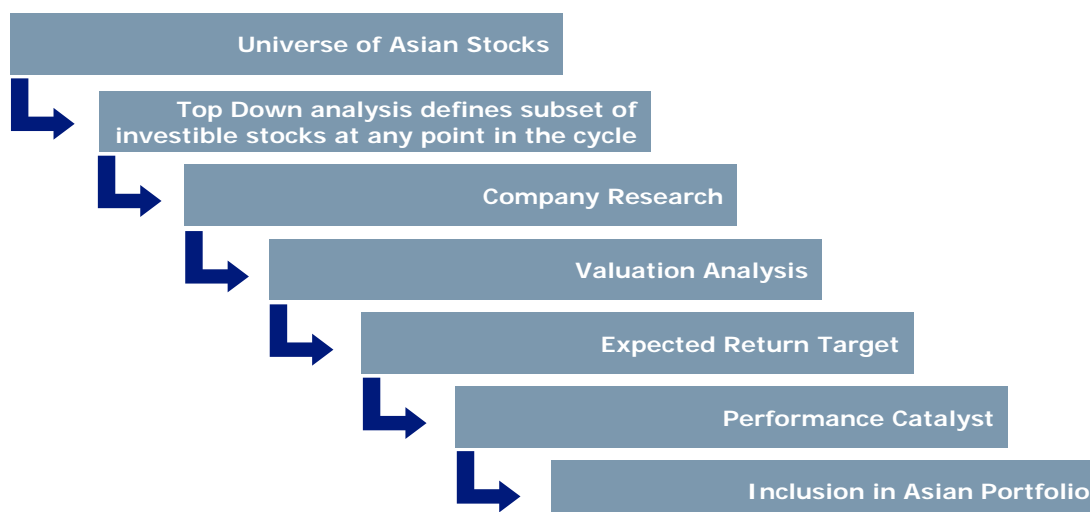 Universe of Asian Stocks
Top Down analysis defines subset of
investible stocks at any point in the cycle
Company Research
Valuation Analysis
Expected Return Target
Performance Catalyst
Inclusion in Asian Portfolio